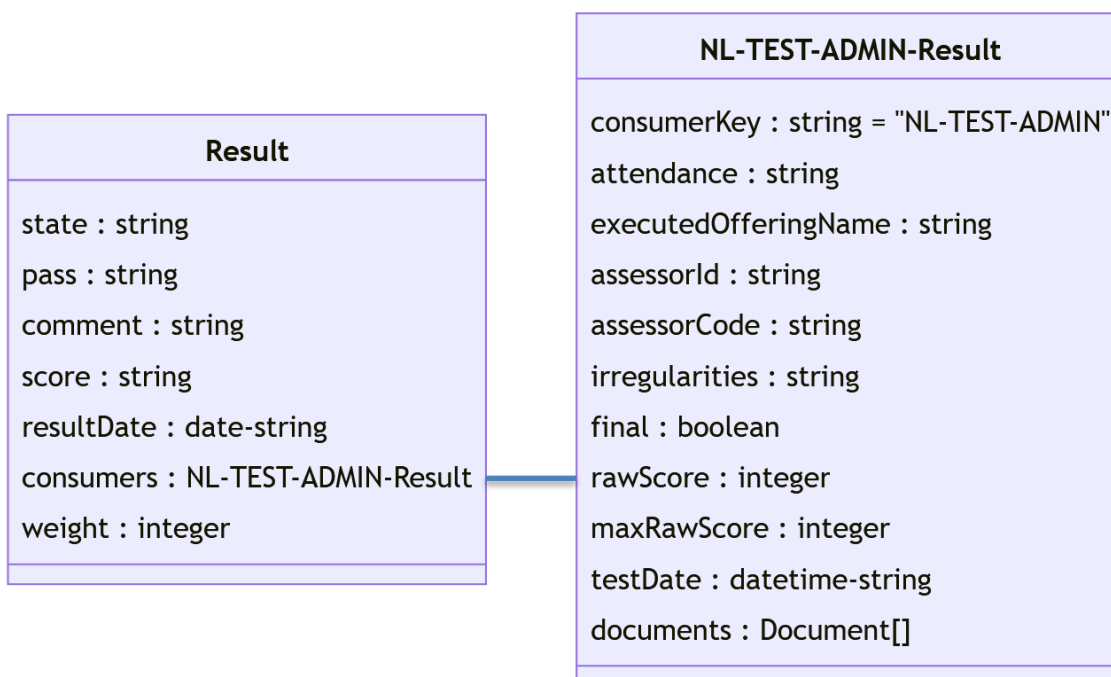 Result
state : string
pass : string
comment : string
score : string
resultDate : date-string
consumers : NL-TEST-ADMIN-Result
weight : integer
NL-TEST-ADMIN-Result
consumerKey : string = "NL-TEST-ADMIN"
attendance : string
executedOfferingName : string
assessorId : string
assessorCode : string
irregularities : string
final : boolean
rawScore : integer
maxRawScore : integer
testDate : datetime-string
documents : Document[]